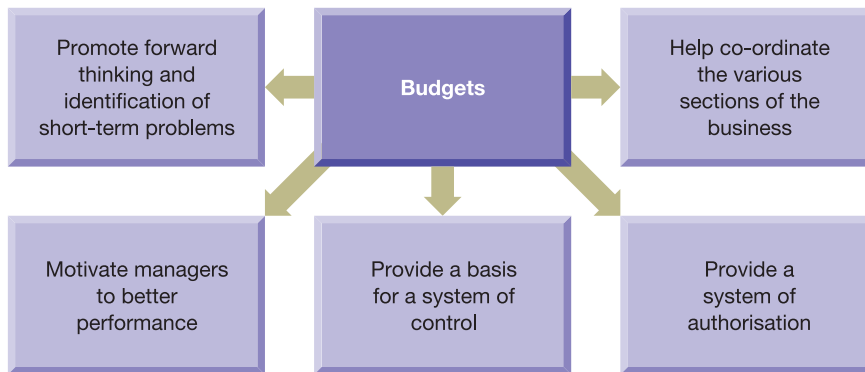 Promote forward
thinking and
identification of
short-term problems
Budgets
Help co-ordinate
the various
sections of the
business
Motivate managers
to better
performance
Provide a basis
for a system of
control
Provide a
system of
authorisation